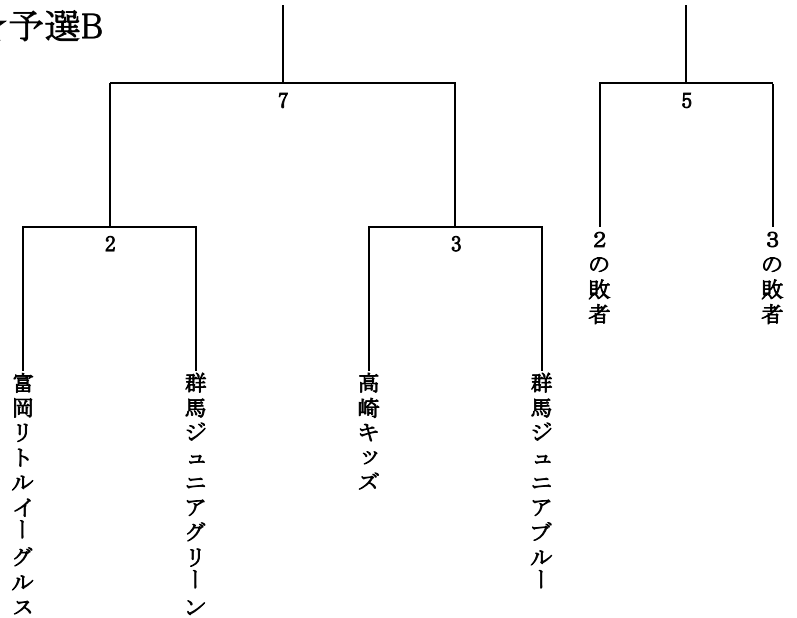 予選B
7
5
2
3
２の敗者
３の敗者
富岡リトルイーグルス
群馬ジュニアグリーン
高崎キッズ
群馬ジュニアブルー